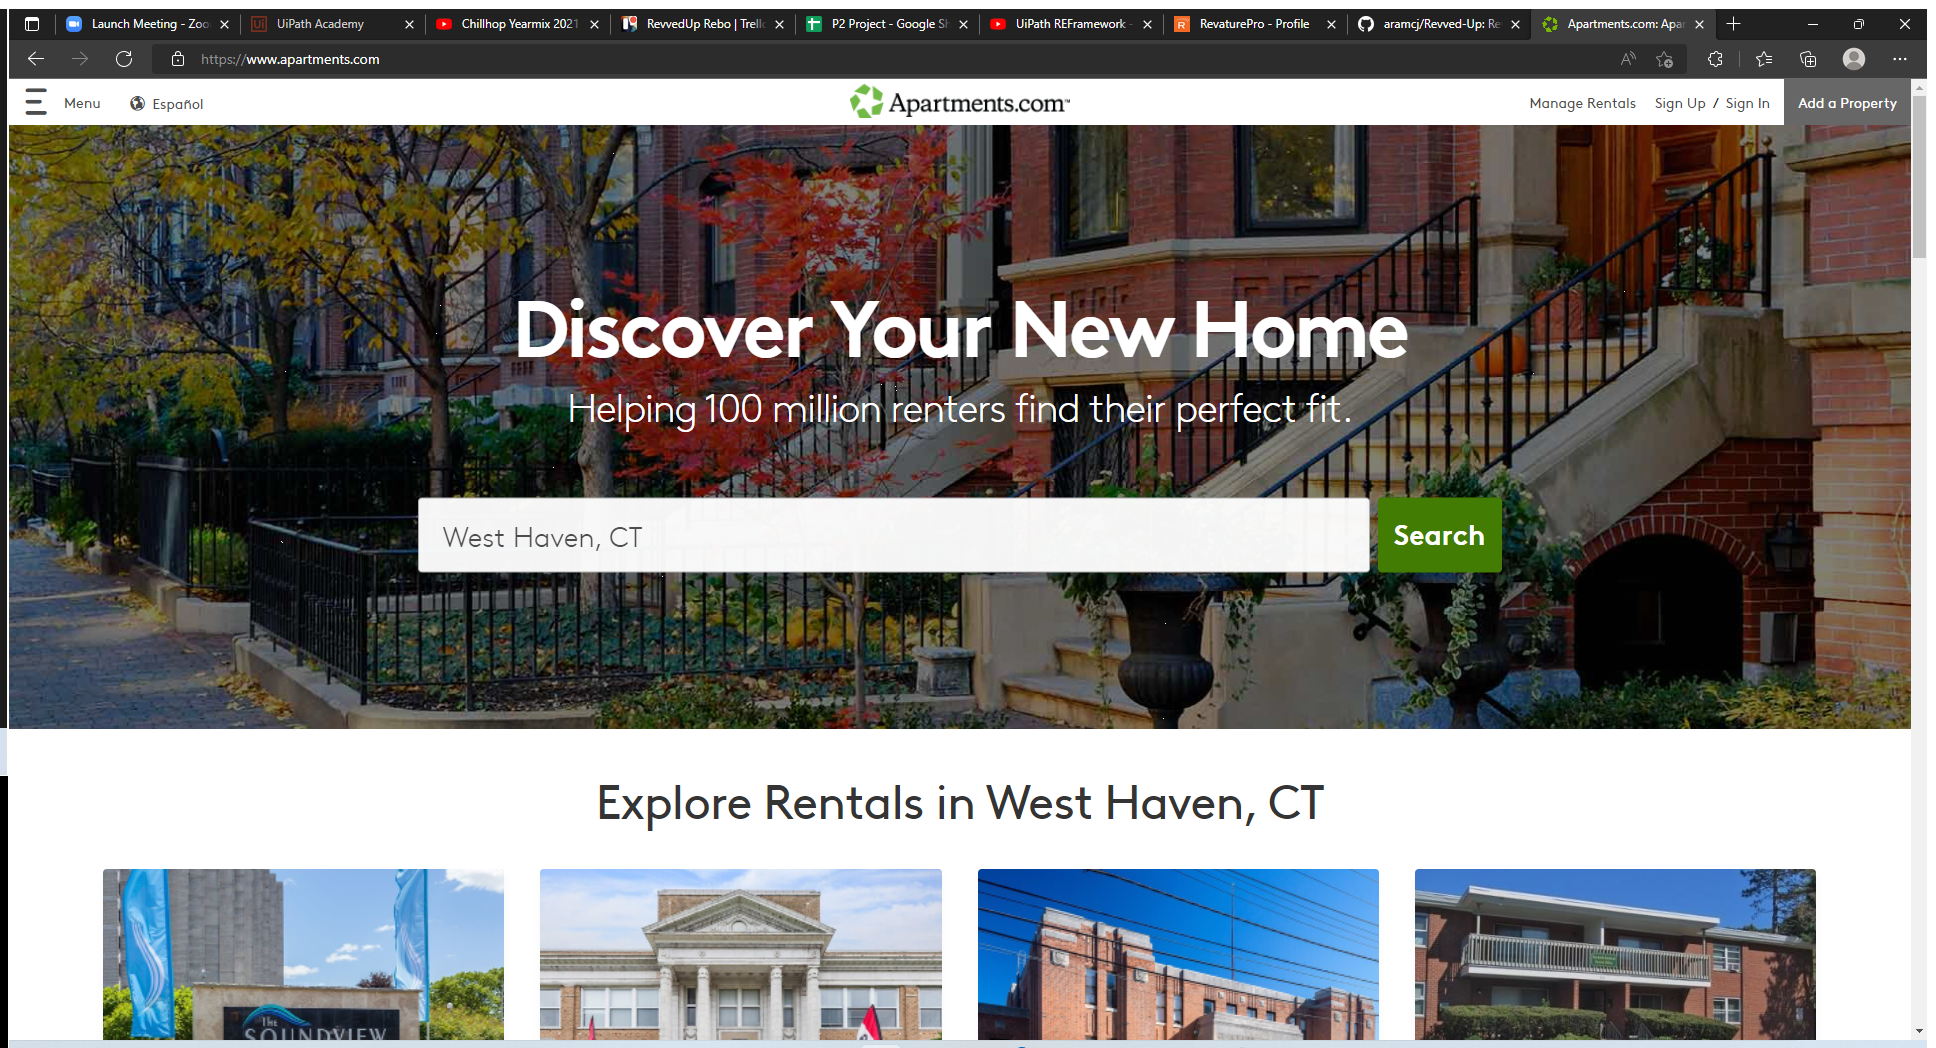 Launch Meeting - Zoo
UiPath Academy
Chillhop Yearmix 2021
RevvedUp Rebo | Trell
P2 Project - Google Sh
UiPath REFramework -
RevaturePro - Profile
aramcj/Revved-Up: Re
Apartments.com: Apar
https://www.apartments.com
Menu
Español
Apartments.com™
Manage Rentals
Sign Up / Sign In
Add a Property
Discover Your New Home
Helping 100 million renters find their perfect fit.
West Haven, CT
Search
Explore Rentals in West Haven, CT
THE
SOUNDVIEW